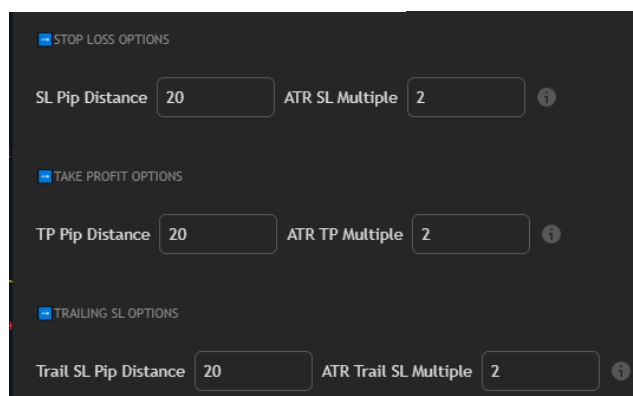 STOP LOSS OPTIONS
SL Pip Distance 20 ATR SL Multiple 2
TAKE PROFIT OPTIONS
TP Pip Distance 20 ATR TP Multiple 2
TRAILING SL OPTIONS
Trail SL Pip Distance 20 ATR Trail SL Multiple 2